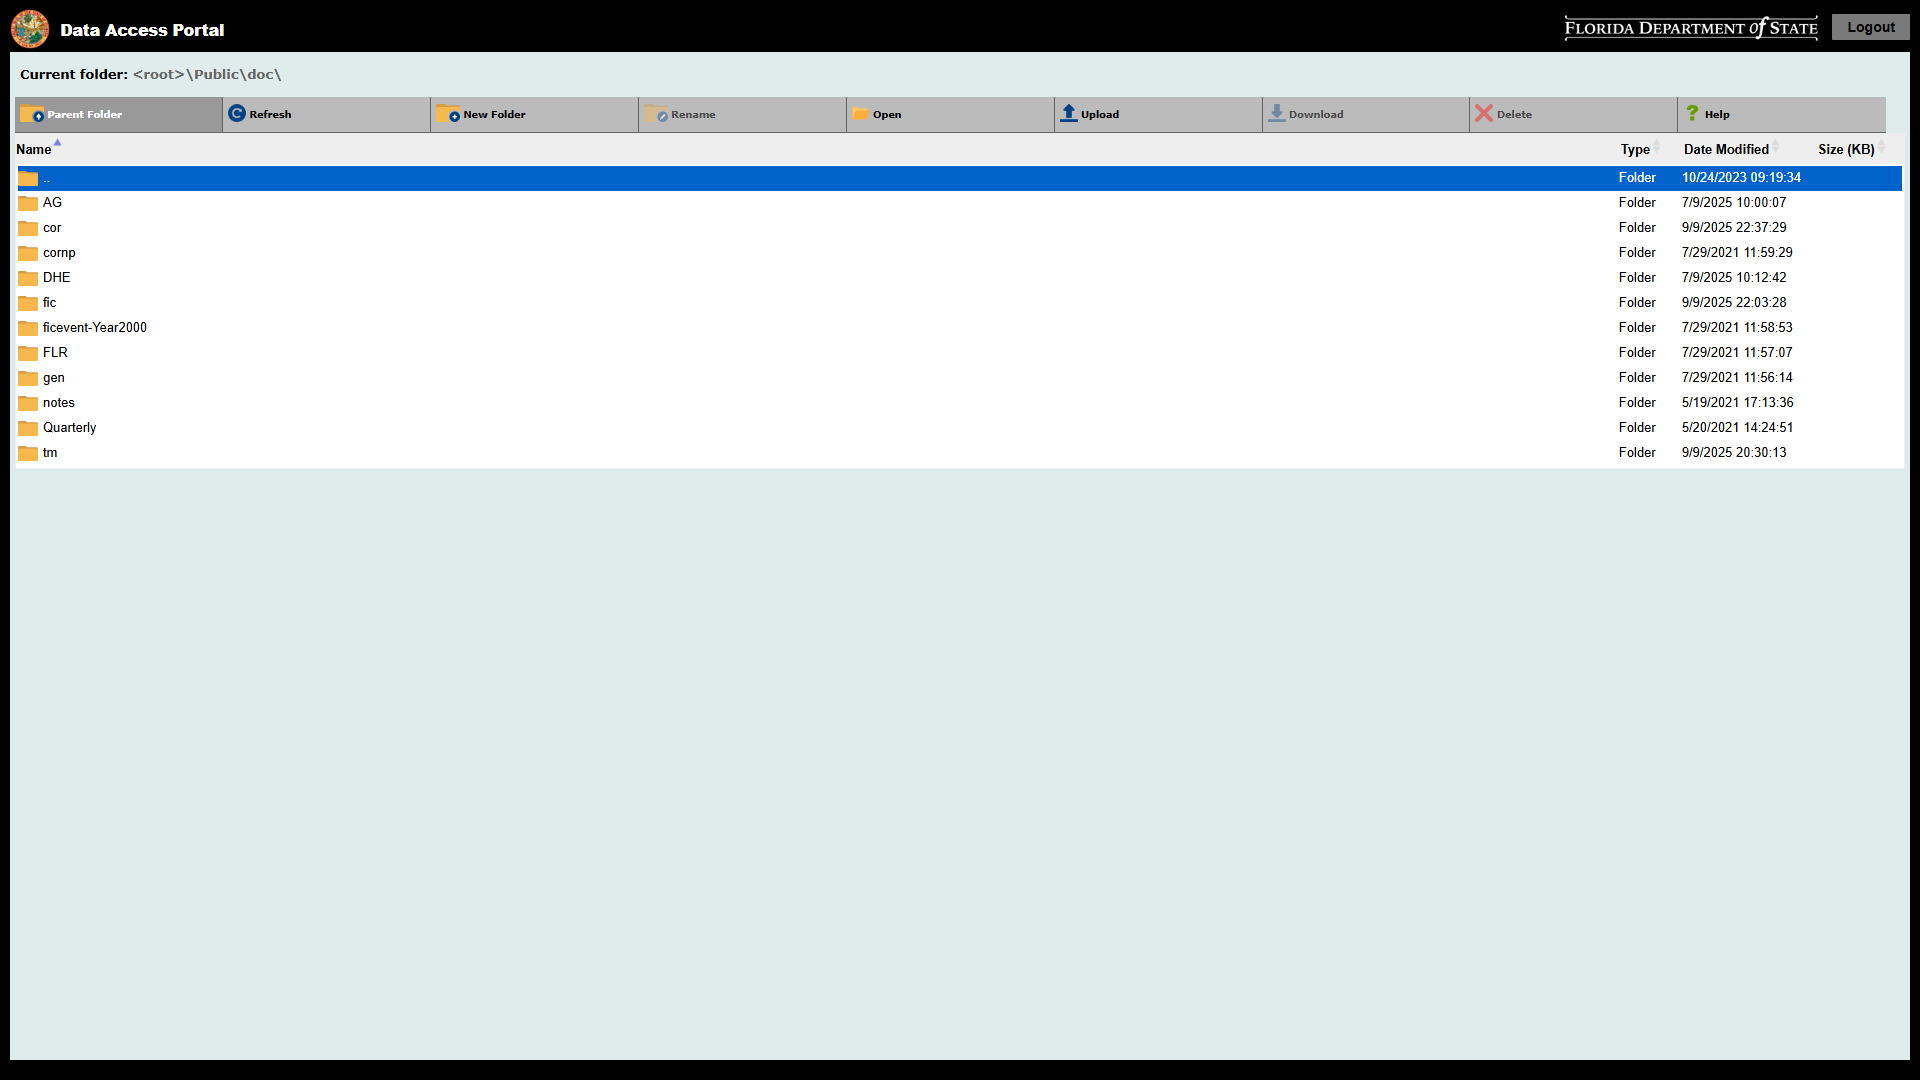 Data Access Portal
FLORIDA DEPARTMENT of STATE
Logout
Current folder: <root>\Public\doc\
Parent Folder Refresh New Folder Rename Open Upload Download Delete Help
Name Type Date Modified Size (KB)
.. Folder 10/24/2023 09:19:34
AG Folder 7/9/2025 10:00:07
cor Folder 9/9/2025 22:37:29
cornp Folder 7/29/2021 11:59:29
DHE Folder 7/9/2025 10:12:42
fic Folder 9/9/2025 22:03:28
ficevent-Year2000 Folder 7/29/2021 11:58:53
FLR Folder 7/29/2021 11:57:07
gen Folder 7/29/2021 11:56:14
notes Folder 5/19/2021 17:13:36
Quarterly Folder 5/20/2021 14:24:51
tm Folder 9/9/2025 20:30:13